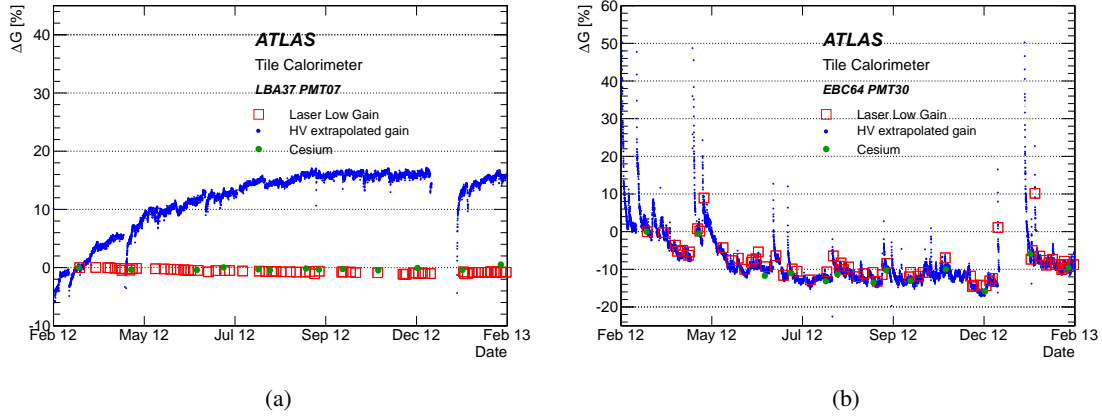 ΔG [%]
40
30
20
10
0
-10
ATLAS
Tile Calorimeter
LBA37 PMT07
Laser Low Gain
HV extrapolated gain
Cesium
Feb 12
May 12
Jul 12
Sep 12
Dec 12
Feb 13
Date
(a)
ΔG [%]
60
50
40
30
20
10
0
-10
-20
ATLAS
Tile Calorimeter
EBC64 PMT30
Laser Low Gain
HV extrapolated gain
Cesium
Feb 12
May 12
Jul 12
Sep 12
Dec 12
Feb 13
Date
(b)